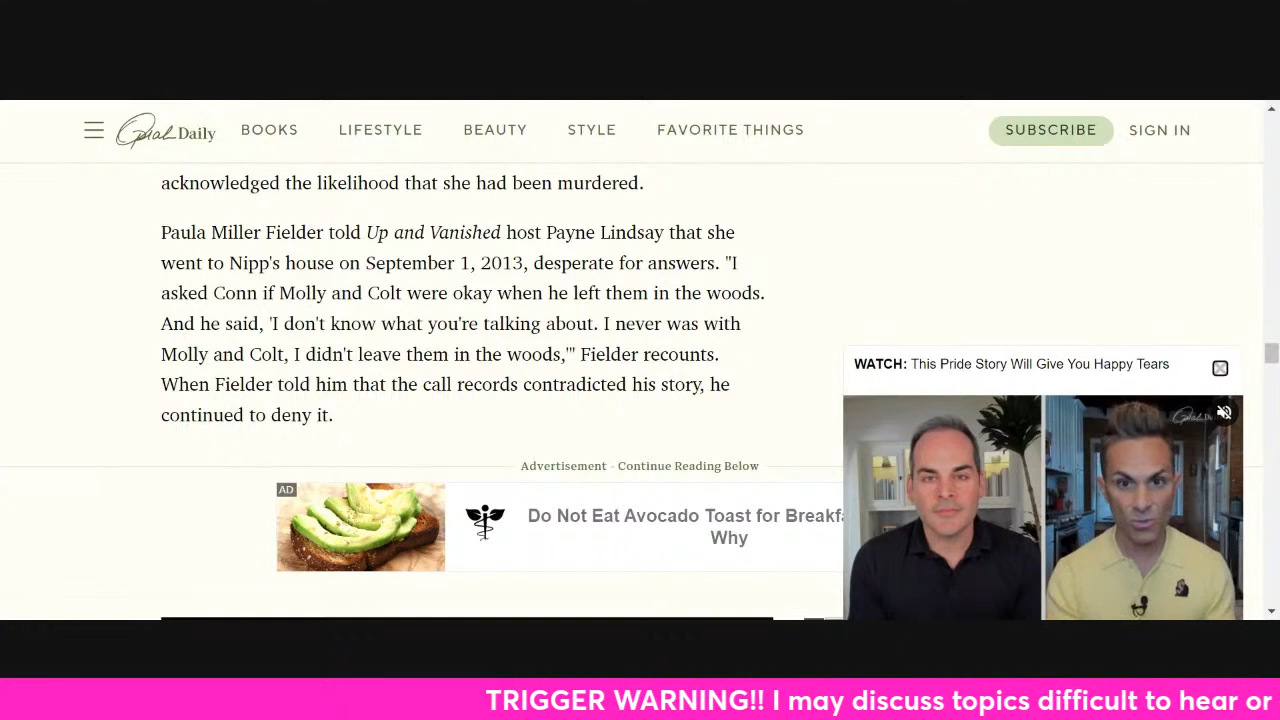 Oprah Daily
BOOKS
LIFESTYLE
BEAUTY
STYLE
FAVORITE THINGS
SUBSCRIBE
SIGN IN
acknowledged the likelihood that she had been murdered.
Paula Miller Fielder told Up and Vanished host Payne Lindsay that she
went to Nipp's house on September 1, 2013, desperate for answers. "I
asked Conn if Molly and Colt were okay when he left them in the woods.
And he said, 'I don't know what you're talking about. I never was with
Molly and Colt, I didn't leave them in the woods,'" Fielder recounts.
When Fielder told him that the call records contradicted his story, he
continued to deny it.
WATCH: This Pride Story Will Give You Happy Tears
Advertisement - Continue Reading Below
AD
Do Not Eat Avocado Toast for Breakfa
Why
TRIGGER WARNING!! I may discuss topics difficult to hear or